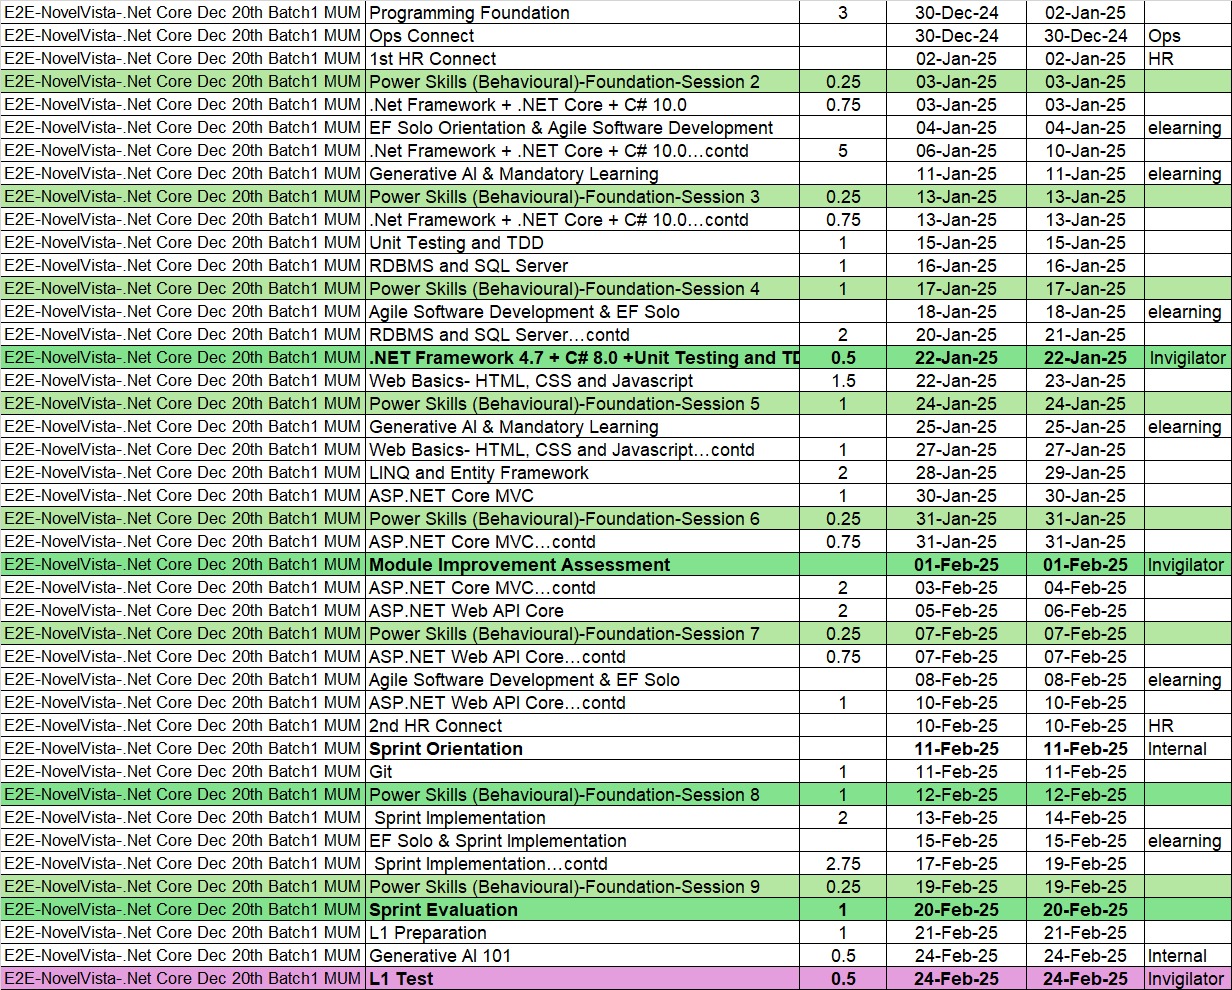 E2E-NovelVista-.Net Core Dec 20th Batch1 MUM Programming Foundation 3 30-Dec-24 02-Jan-25
E2E-NovelVista-.Net Core Dec 20th Batch1 MUM Ops Connect 30-Dec-24 30-Dec-24 Ops
E2E-NovelVista-.Net Core Dec 20th Batch1 MUM 1st HR Connect 02-Jan-25 02-Jan-25 HR
E2E-NovelVista-.Net Core Dec 20th Batch1 MUM Power Skills (Behavioural)-Foundation-Session 2 0.25 03-Jan-25 03-Jan-25
E2E-NovelVista-.Net Core Dec 20th Batch1 MUM .Net Framework + .NET Core + C# 10.0 0.75 03-Jan-25 03-Jan-25
E2E-NovelVista-.Net Core Dec 20th Batch1 MUM EF Solo Orientation & Agile Software Development 04-Jan-25 04-Jan-25 elearning
E2E-NovelVista-.Net Core Dec 20th Batch1 MUM .Net Framework + .NET Core + C# 10.0…contd 5 06-Jan-25 10-Jan-25
E2E-NovelVista-.Net Core Dec 20th Batch1 MUM Generative AI & Mandatory Learning 11-Jan-25 11-Jan-25 elearning
E2E-NovelVista-.Net Core Dec 20th Batch1 MUM Power Skills (Behavioural)-Foundation-Session 3 0.25 13-Jan-25 13-Jan-25
E2E-NovelVista-.Net Core Dec 20th Batch1 MUM .Net Framework + .NET Core + C# 10.0…contd 0.75 13-Jan-25 13-Jan-25
E2E-NovelVista-.Net Core Dec 20th Batch1 MUM Unit Testing and TDD 1 15-Jan-25 15-Jan-25
E2E-NovelVista-.Net Core Dec 20th Batch1 MUM RDBMS and SQL Server 1 16-Jan-25 16-Jan-25
E2E-NovelVista-.Net Core Dec 20th Batch1 MUM Power Skills (Behavioural)-Foundation-Session 4 1 17-Jan-25 17-Jan-25
E2E-NovelVista-.Net Core Dec 20th Batch1 MUM Agile Software Development & EF Solo 18-Jan-25 18-Jan-25 elearning
E2E-NovelVista-.Net Core Dec 20th Batch1 MUM RDBMS and SQL Server…contd 2 20-Jan-25 21-Jan-25
E2E-NovelVista-.Net Core Dec 20th Batch1 MUM .NET Framework 4.7 + C# 8.0 +Unit Testing and TD 0.5 22-Jan-25 22-Jan-25 Invigilator
E2E-NovelVista-.Net Core Dec 20th Batch1 MUM Web Basics- HTML, CSS and Javascript 1.5 22-Jan-25 23-Jan-25
E2E-NovelVista-.Net Core Dec 20th Batch1 MUM Power Skills (Behavioural)-Foundation-Session 5 1 24-Jan-25 24-Jan-25
E2E-NovelVista-.Net Core Dec 20th Batch1 MUM Generative AI & Mandatory Learning 25-Jan-25 25-Jan-25 elearning
E2E-NovelVista-.Net Core Dec 20th Batch1 MUM Web Basics- HTML, CSS and Javascript…contd 1 27-Jan-25 27-Jan-25
E2E-NovelVista-.Net Core Dec 20th Batch1 MUM LINQ and Entity Framework 2 28-Jan-25 29-Jan-25
E2E-NovelVista-.Net Core Dec 20th Batch1 MUM ASP.NET Core MVC 1 30-Jan-25 30-Jan-25
E2E-NovelVista-.Net Core Dec 20th Batch1 MUM Power Skills (Behavioural)-Foundation-Session 6 0.25 31-Jan-25 31-Jan-25
E2E-NovelVista-.Net Core Dec 20th Batch1 MUM ASP.NET Core MVC…contd 0.75 31-Jan-25 31-Jan-25
E2E-NovelVista-.Net Core Dec 20th Batch1 MUM Module Improvement Assessment 01-Feb-25 01-Feb-25 Invigilator
E2E-NovelVista-.Net Core Dec 20th Batch1 MUM ASP.NET Core MVC…contd 2 03-Feb-25 04-Feb-25
E2E-NovelVista-.Net Core Dec 20th Batch1 MUM ASP.NET Web API Core 2 05-Feb-25 06-Feb-25
E2E-NovelVista-.Net Core Dec 20th Batch1 MUM Power Skills (Behavioural)-Foundation-Session 7 0.25 07-Feb-25 07-Feb-25
E2E-NovelVista-.Net Core Dec 20th Batch1 MUM ASP.NET Web API Core…contd 0.75 07-Feb-25 07-Feb-25
E2E-NovelVista-.Net Core Dec 20th Batch1 MUM Agile Software Development & EF Solo 08-Feb-25 08-Feb-25 elearning
E2E-NovelVista-.Net Core Dec 20th Batch1 MUM ASP.NET Web API Core…contd 1 10-Feb-25 10-Feb-25
E2E-NovelVista-.Net Core Dec 20th Batch1 MUM 2nd HR Connect 10-Feb-25 10-Feb-25 HR
E2E-NovelVista-.Net Core Dec 20th Batch1 MUM Sprint Orientation 11-Feb-25 11-Feb-25 Internal
E2E-NovelVista-.Net Core Dec 20th Batch1 MUM Git 1 11-Feb-25 11-Feb-25
E2E-NovelVista-.Net Core Dec 20th Batch1 MUM Power Skills (Behavioural)-Foundation-Session 8 1 12-Feb-25 12-Feb-25
E2E-NovelVista-.Net Core Dec 20th Batch1 MUM Sprint Implementation 2 13-Feb-25 14-Feb-25
E2E-NovelVista-.Net Core Dec 20th Batch1 MUM EF Solo & Sprint Implementation 15-Feb-25 15-Feb-25 elearning
E2E-NovelVista-.Net Core Dec 20th Batch1 MUM Sprint Implementation…contd 2.75 17-Feb-25 19-Feb-25
E2E-NovelVista-.Net Core Dec 20th Batch1 MUM Power Skills (Behavioural)-Foundation-Session 9 0.25 19-Feb-25 19-Feb-25
E2E-NovelVista-.Net Core Dec 20th Batch1 MUM Sprint Evaluation 1 20-Feb-25 20-Feb-25
E2E-NovelVista-.Net Core Dec 20th Batch1 MUM L1 Preparation 1 21-Feb-25 21-Feb-25
E2E-NovelVista-.Net Core Dec 20th Batch1 MUM Generative AI 101 0.5 24-Feb-25 24-Feb-25 Internal
E2E-NovelVista-.Net Core Dec 20th Batch1 MUM L1 Test 0.5 24-Feb-25 24-Feb-25 Invigilator